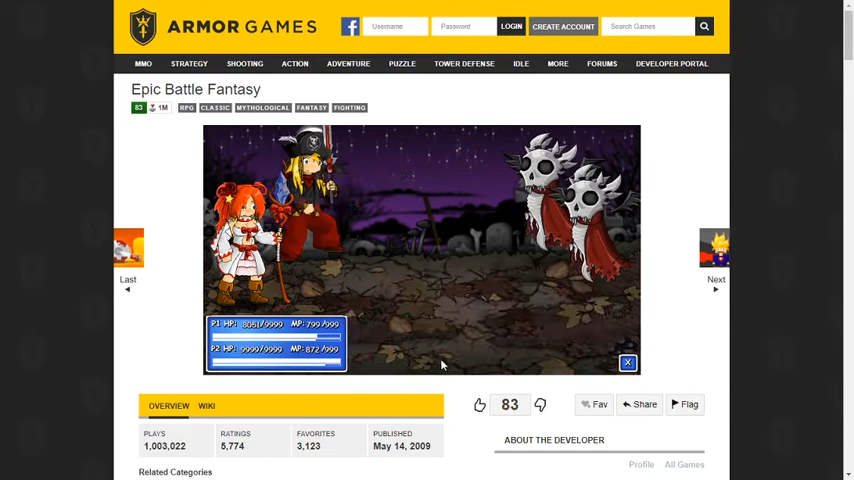 ARMOR GAMES
Username
Password
LOGIN
CREATE ACCOUNT
Search Games
MMO STRATEGY SHOOTING ACTION ADVENTURE PUZZLE TOWER DEFENSE IDLE MORE FORUMS DEVELOPER PORTAL
Epic Battle Fantasy
83 1M RPG CLASSIC MYTHOLOGICAL FANTASY FIGHTING
P1 HP: 8051/9999 MP: 799/999
P2 HP: 9999/9999 MP: 872/999
X
Last
Next
OVERVIEW WIKI
83
Fav Share Flag
PLAYS RATINGS FAVORITES PUBLISHED
1,003,022 5,774 3,123 May 14, 2009
ABOUT THE DEVELOPER
Profile All Games
Related Categories